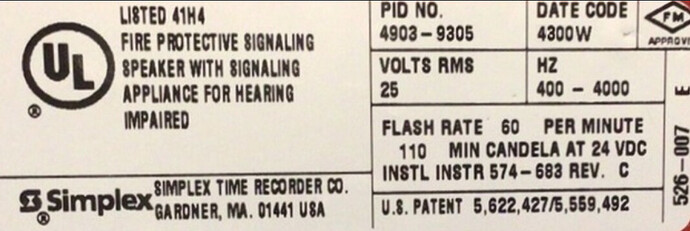 LISTED 41H4
FIRE PROTECTIVE SIGNALING
SPEAKER WITH SIGNALING
APPLIANCE FOR HEARING
IMPAIRED
UL
®
Simplex
®
SIMPLEX TIME RECORDER CO.
GARDNER, MA. 01441 USA
PID NO.
4903-9305
DATE CODE
4300W
FM
APPROVE
VOLTS RMS
25
HZ
400 - 4000
FLASH RATE 60 PER MINUTE
110 MIN CANDELA AT 24 VDC
INSTL INSTR 574-683 REV. C
U.S. PATENT 5,622,427/5,559,492
526-007 E